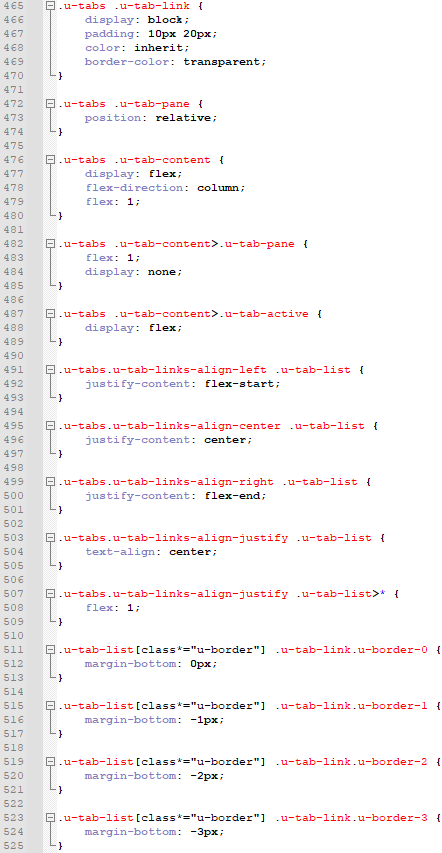 465 .u-tabs .u-tab-link {
466     display: block;
467     padding: 10px 20px;
468     color: inherit;
469     border-color: transparent;
470 }
471
472 .u-tabs .u-tab-pane {
473     position: relative;
474 }
475
476 .u-tabs .u-tab-content {
477     display: flex;
478     flex-direction: column;
479     flex: 1;
480 }
481
482 .u-tabs .u-tab-content>.u-tab-pane {
483     flex: 1;
484     display: none;
485 }
486
487 .u-tabs .u-tab-content>.u-tab-active {
488     display: flex;
489 }
490
491 .u-tabs.u-tab-links-align-left .u-tab-list {
492     justify-content: flex-start;
493 }
494
495 .u-tabs.u-tab-links-align-center .u-tab-list {
496     justify-content: center;
497 }
498
499 .u-tabs.u-tab-links-align-right .u-tab-list {
500     justify-content: flex-end;
501 }
502
503 .u-tabs.u-tab-links-align-justify .u-tab-list {
504     text-align: center;
505 }
506
507 .u-tabs.u-tab-links-align-justify .u-tab-list>* {
508     flex: 1;
509 }
510
511 .u-tab-list[class*="u-border"] .u-tab-link.u-border-0 {
512     margin-bottom: 0px;
513 }
514
515 .u-tab-list[class*="u-border"] .u-tab-link.u-border-1 {
516     margin-bottom: -1px;
517 }
518
519 .u-tab-list[class*="u-border"] .u-tab-link.u-border-2 {
520     margin-bottom: -2px;
521 }
522
523 .u-tab-list[class*="u-border"] .u-tab-link.u-border-3 {
524     margin-bottom: -3px;
525 }